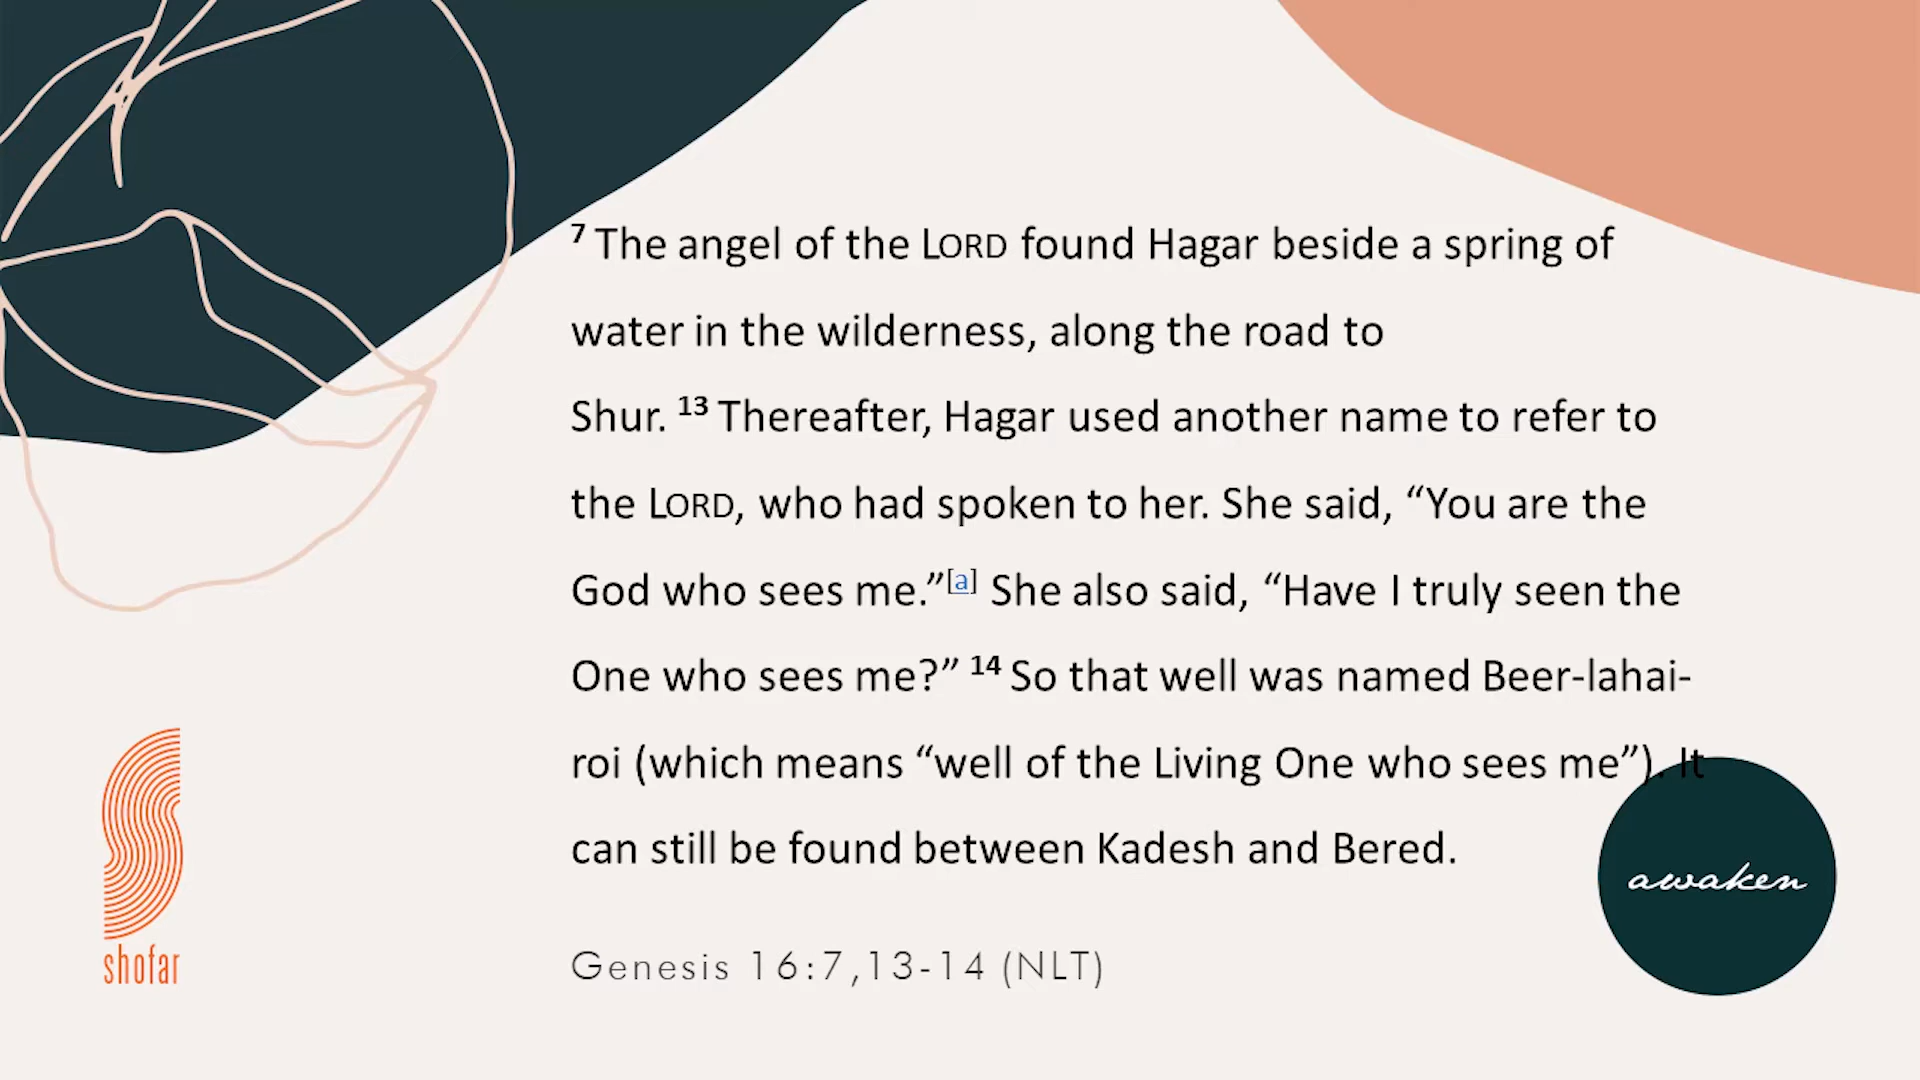 7 The angel of the LORD found Hagar beside a spring of
water in the wilderness, along the road to
Shur. 13 Thereafter, Hagar used another name to refer to
the LORD, who had spoken to her. She said, “You are the
God who sees me.”[a] She also said, “Have I truly seen the
One who sees me?” 14 So that well was named Beer-lahai-
roi (which means “well of the Living One who sees me”). It
can still be found between Kadesh and Bered.
awaken
shofar
Genesis 16:7,13-14 (NLT)